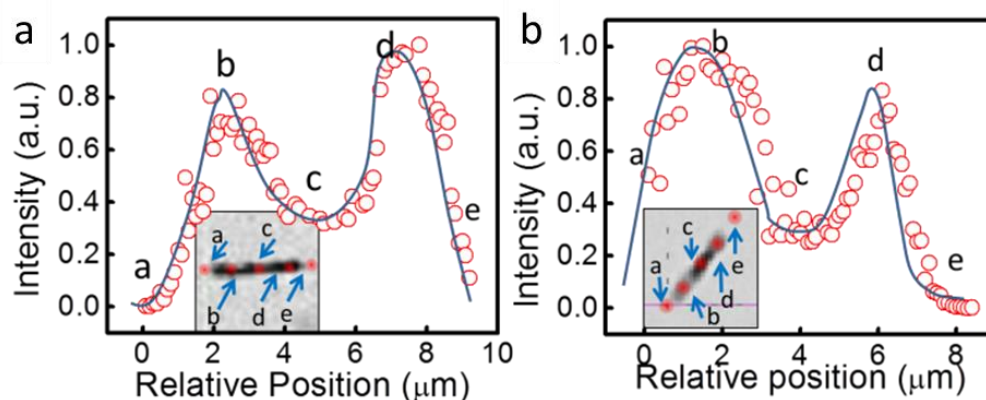 a
Intensity (a.u.)
1.0
0.8
0.6
0.4
0.2
0.0
0 2 4 6 8 10
Relative Position (μm)
a
b
c
d
e
a
c
b
d
e
b
Intensity (a.u.)
1.0
0.8
0.6
0.4
0.2
0.0
0 2 4 6 8
Relative position (μm)
a
b
c
d
e
c
a
e
d
b